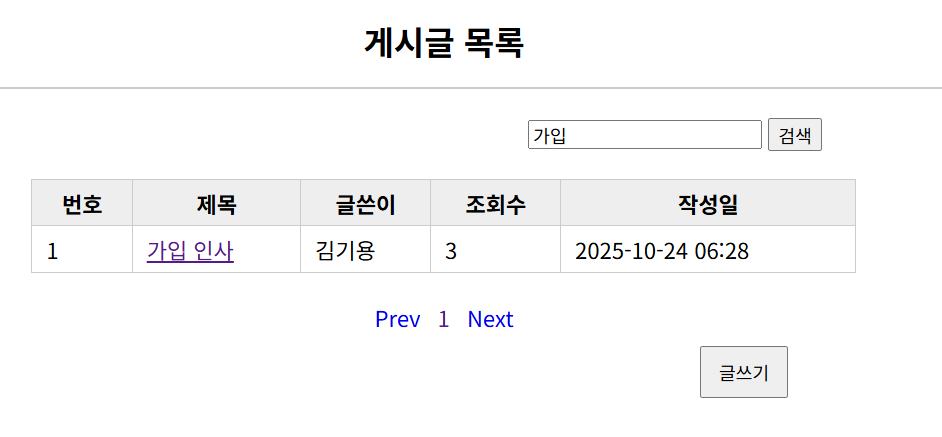 게시글 목록
가입 검색
번호 제목 글쓴이 조회수 작성일
1 가입 인사 김기용 3 2025-10-24 06:28
Prev 1 Next
글쓰기